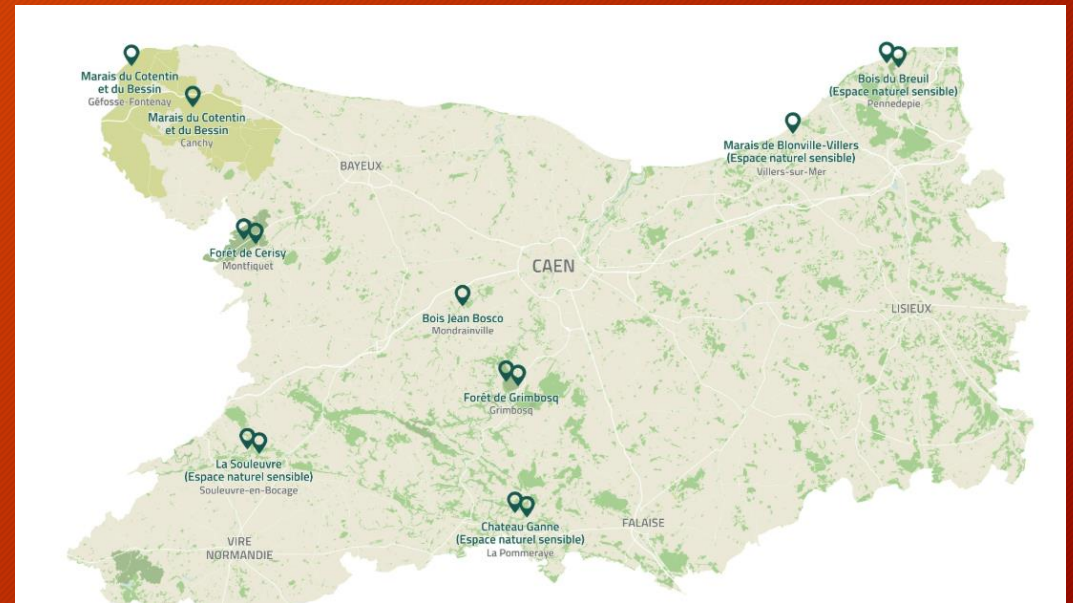 Marais du Cotentin
et du Bessin
Géfosse-Fontenay
Marais du Cotentin
et du Bessin
Canchy
Bois du Breuil
(Espace naturel sensible)
Pennedepie
Marais de Blonville-Villers
(Espace naturel sensible)
Villers-sur-Mer
BAYEUX
Forêt de Cerisy
Montfiquet
CAEN
Bois Jean Bosco
Mondrainville
LISIEUX
Forêt de Grimbosq
Grimbosq
La Souleuvre
(Espace naturel sensible)
Souleuvre-en-Bocage
Chateau Ganne
(Espace naturel sensible)
La Pommeraye
FALAISE
VIRE
NORMANDIE